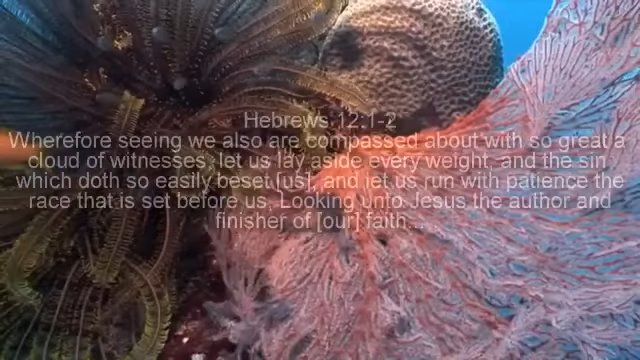 Hebrews 12:1-2
Wherefore seeing we also are compassed about with so great a
cloud of witnesses, let us lay aside every weight, and the sin
which doth so easily beset [us], and let us run with patience the
race that is set before us, Looking unto Jesus the author and
finisher of [our] faith...